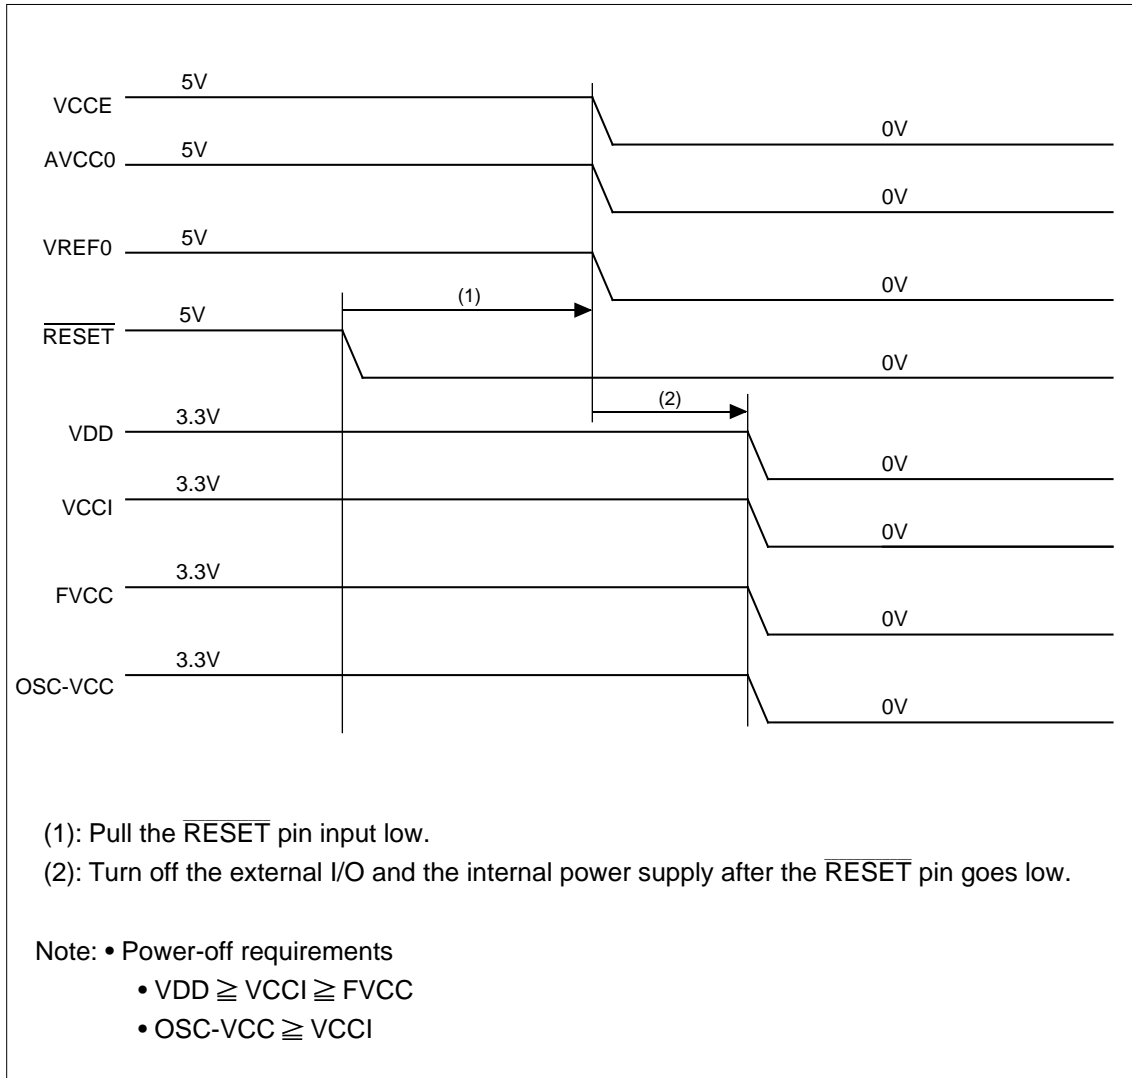 5V
VCCE
0V
5V
AVCC0
0V
5V
VREF0
0V
(1)
5V
RESET
0V
(2)
3.3V
VDD
0V
3.3V
VCCI
0V
3.3V
FVCC
0V
3.3V
OSC-VCC
0V
(1): Pull the RESET pin input low.
(2): Turn off the external I/O and the internal power supply after the RESET pin goes low.
Note: • Power-off requirements
• VDD ≧ VCCI ≧ FVCC
• OSC-VCC ≧ VCCI